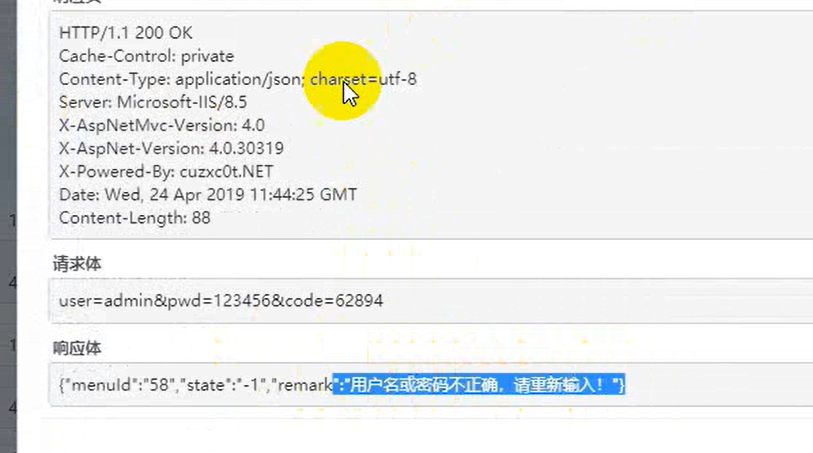 HTTP/1.1 200 OK
Cache-Control: private
Content-Type: application/json; charset=utf-8
Server: Microsoft-IIS/8.5
X-AspNetMvc-Version: 4.0
X-AspNet-Version: 4.0.30319
X-Powered-By: cuzxc0t.NET
Date: Wed, 24 Apr 2019 11:44:25 GMT
Content-Length: 88
请求体
user=admin&pwd=123456&code=62894
响应体
{"menuId":"58","state":"-1","remark":"用户名或密码不正确，请重新输入！"}